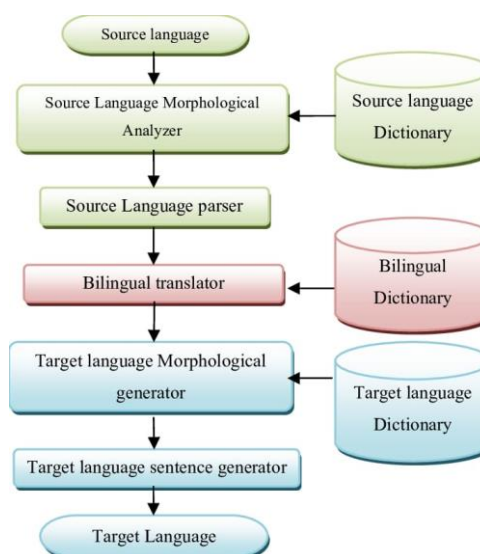 Source language
Source Language Morphological
Analyzer
Source language
Dictionary
Source Language parser
Bilingual translator
Bilingual
Dictionary
Target language Morphological
generator
Target language
Dictionary
Target language sentence generator
Target Language